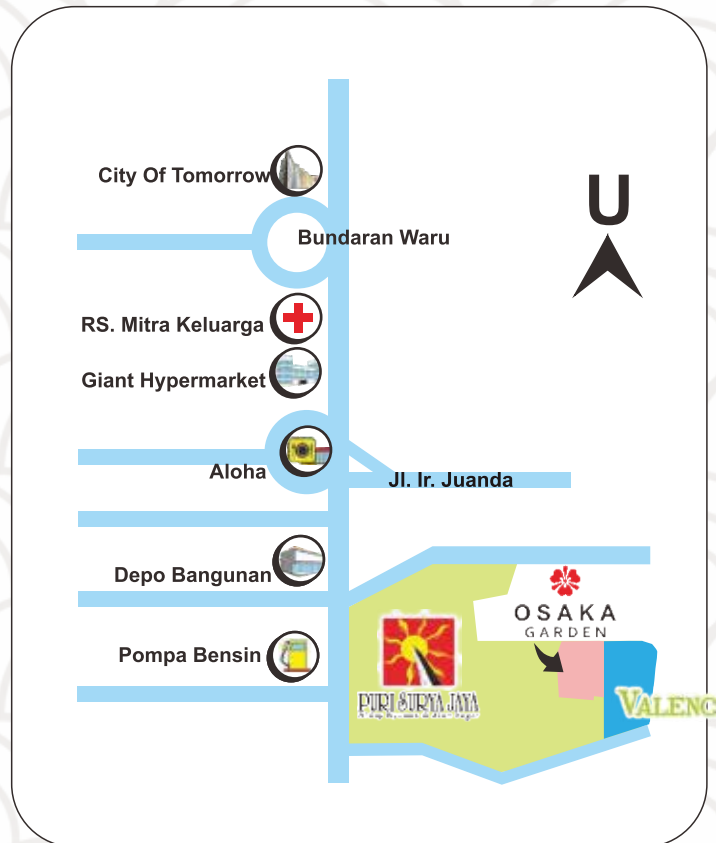 City Of Tomorrow
U
Bundaran Waru
RS. Mitra Keluarga
Giant Hypermarket
Aloha
Jl. Ir. Juanda
Depo Bangunan
OSAKA
GARDEN
Pompa Bensin
PURI SURYA JAYA
VALENC